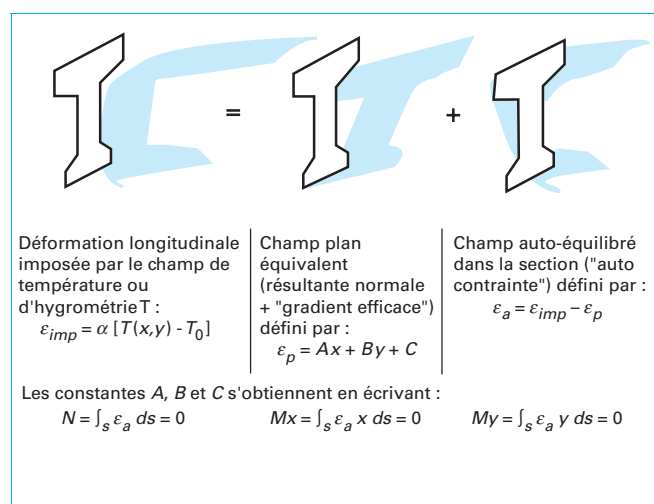 = +
Déformation longitudinale
imposée par le champ de
température ou
d'hygrométrie T :
ε_imp = α [T(x,y) - T_0]
Champ plan
équivalent
(résultante normale
+ "gradient efficace")
défini par :
ε_p = Ax + By + C
Champ auto-équilibré
dans la section ("auto
contrainte") défini par :
ε_a = ε_imp – ε_p
Les constantes A, B et C s'obtiennent en écrivant :
N = ∫_s ε_a ds = 0 Mx = ∫_s ε_a x ds = 0 My = ∫_s ε_a y ds = 0